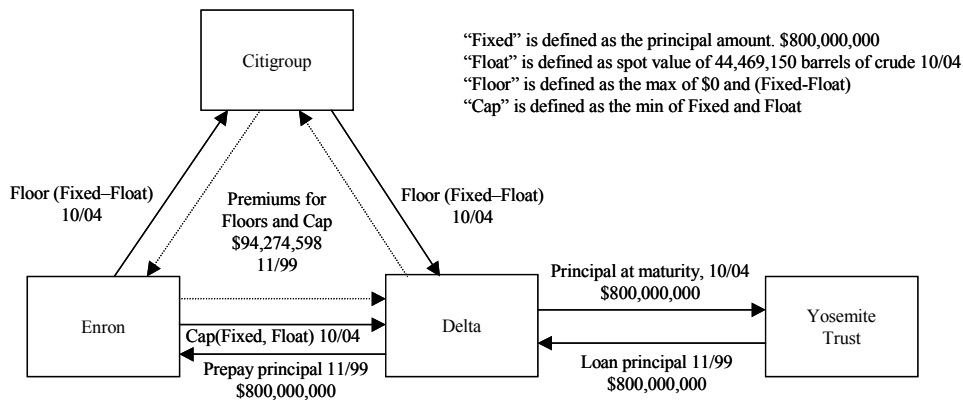 Citigroup
“Fixed” is defined as the principal amount. $800,000,000
“Float” is defined as spot value of 44,469,150 barrels of crude 10/04
“Floor” is defined as the max of $0 and (Fixed-Float)
“Cap” is defined as the min of Fixed and Float
Floor (Fixed–Float)
10/04
Premiums for
Floors and Cap
$94,274,598
11/99
Floor (Fixed–Float)
10/04
Enron
Cap(Fixed, Float) 10/04
Prepay principal 11/99
$800,000,000
Delta
Principal at maturity, 10/04
$800,000,000
Loan principal 11/99
$800,000,000
Yosemite
Trust